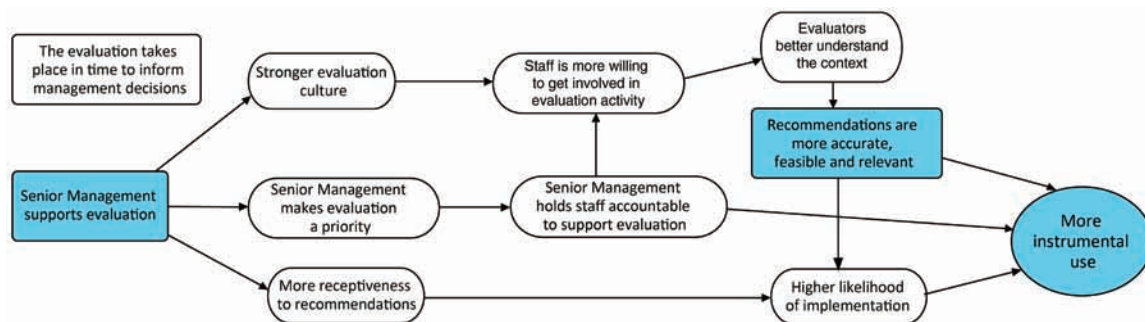 The evaluation takes
place in time to inform
management decisions
Stronger evaluation
culture
Staff is more willing
to get involved in
evaluation activity
Evaluators
better understand
the context
Recommendations are
more accurate,
feasible and relevant
Senior Management
supports evaluation
Senior Management
makes evaluation
a priority
Senior Management
holds staff accountable
to support evaluation
More
instrumental
use
More receptiveness
to recommendations
Higher likelihood
of implementation